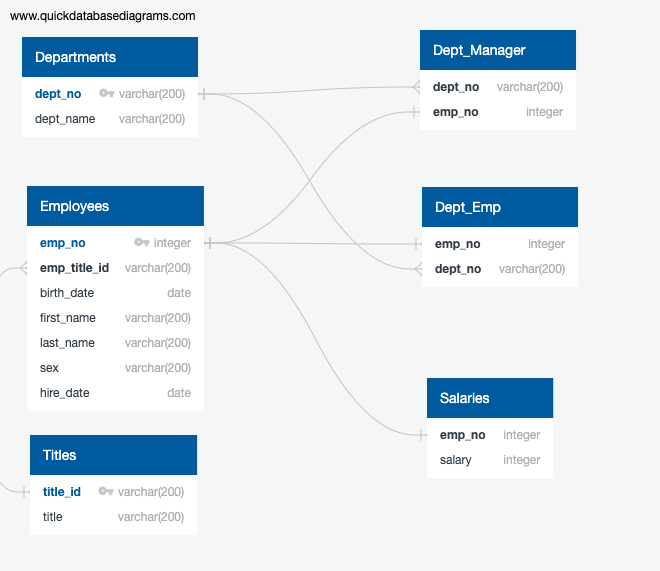 www.quickdatabasediagrams.com
Departments
dept_no varchar(200)
dept_name varchar(200)
Dept_Manager
dept_no varchar(200)
emp_no integer
Employees
emp_no integer
emp_title_id varchar(200)
birth_date date
first_name varchar(200)
last_name varchar(200)
sex varchar(200)
hire_date date
Dept_Emp
emp_no integer
dept_no varchar(200)
Titles
title_id varchar(200)
title varchar(200)
Salaries
emp_no integer
salary integer